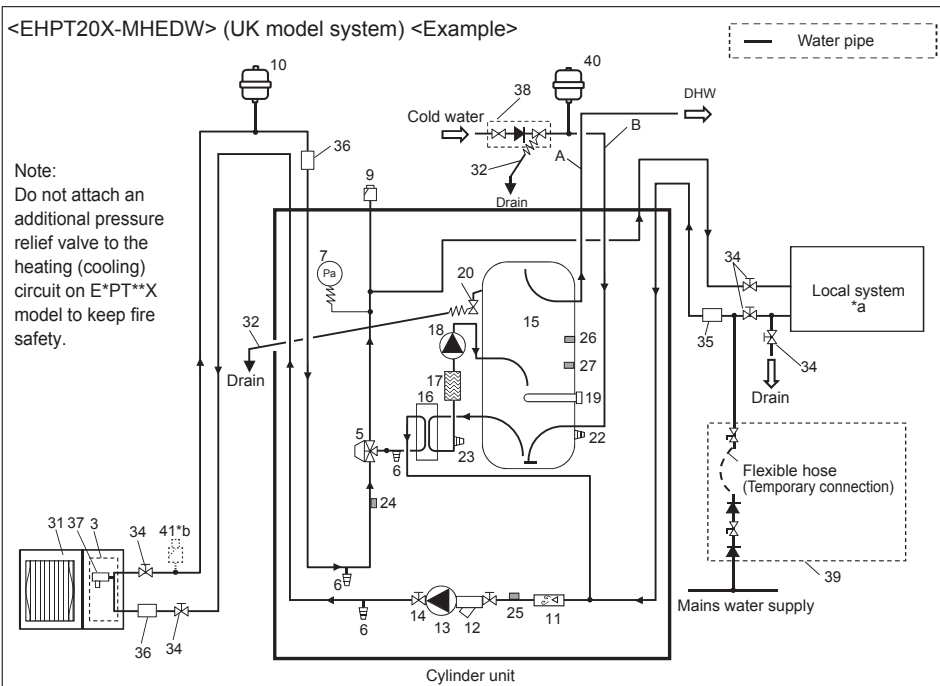 <EHPT20X-MHEDW> (UK model system) <Example>
Water pipe
10
40
38
DHW
Cold water
B
A
36
32
Drain
Note:
Do not attach an
additional pressure
relief valve to the
heating (cooling)
circuit on E*PT**X
model to keep fire
safety.
9
7
Pa
20
15
34
Local system
*a
32
18
26
35
34
27
Drain
17
16
19
Drain
5
6
23
22
24
Flexible hose
(Temporary connection)
31
37
3
34
41*b
6
39
14
25
Mains water supply
36
34
6
13
12
11
Cylinder unit